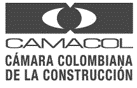 CAMACOL
CÁMARA COLOMBIANA
DE LA CONSTRUCCIÓN